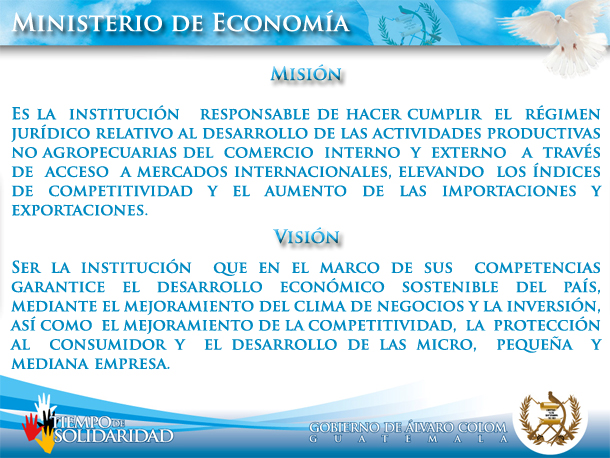 Ministerio de Economía
Misión
Es la institución responsable de hacer cumplir el régimen
jurídico relativo al desarrollo de las actividades productivas
no agropecuarias del comercio interno y externo a través
de acceso a mercados internacionales, elevando los índices
de competitividad y el aumento de las importaciones y
exportaciones.
Visión
Ser la institución que en el marco de sus competencias
garantice el desarrollo económico sostenible del país,
mediante el mejoramiento del clima de negocios y la inversión,
así como el mejoramiento de la competitividad, la protección
al consumidor y el desarrollo de las micro, pequeña y
mediana empresa.
TIEMPO DE
SOLIDARIDAD
GOBIERNO DE ÁLVARO COLOM
GUATEMALA